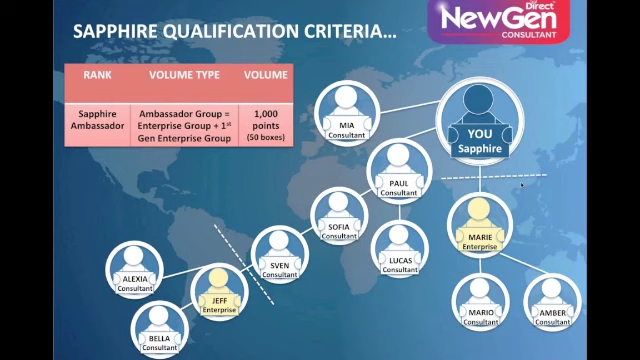 SAPPHIRE QUALIFICATION CRITERIA...
Direct
NewGen
CONSULTANT
RANK VOLUME TYPE VOLUME
Sapphire Ambassador Group = 1,000
Ambassador Enterprise Group + 1st points
Gen Enterprise Group (50 boxes)
MIA
Consultant
YOU
Sapphire
PAUL
Consultant
SOFIA
Consultant
MARIE
Enterprise
LUCAS
Consultant
SVEN
Consultant
ALEXIA
Consultant
JEFF
Enterprise
MARIO
Consultant
AMBER
Consultant
BELLA
Consultant